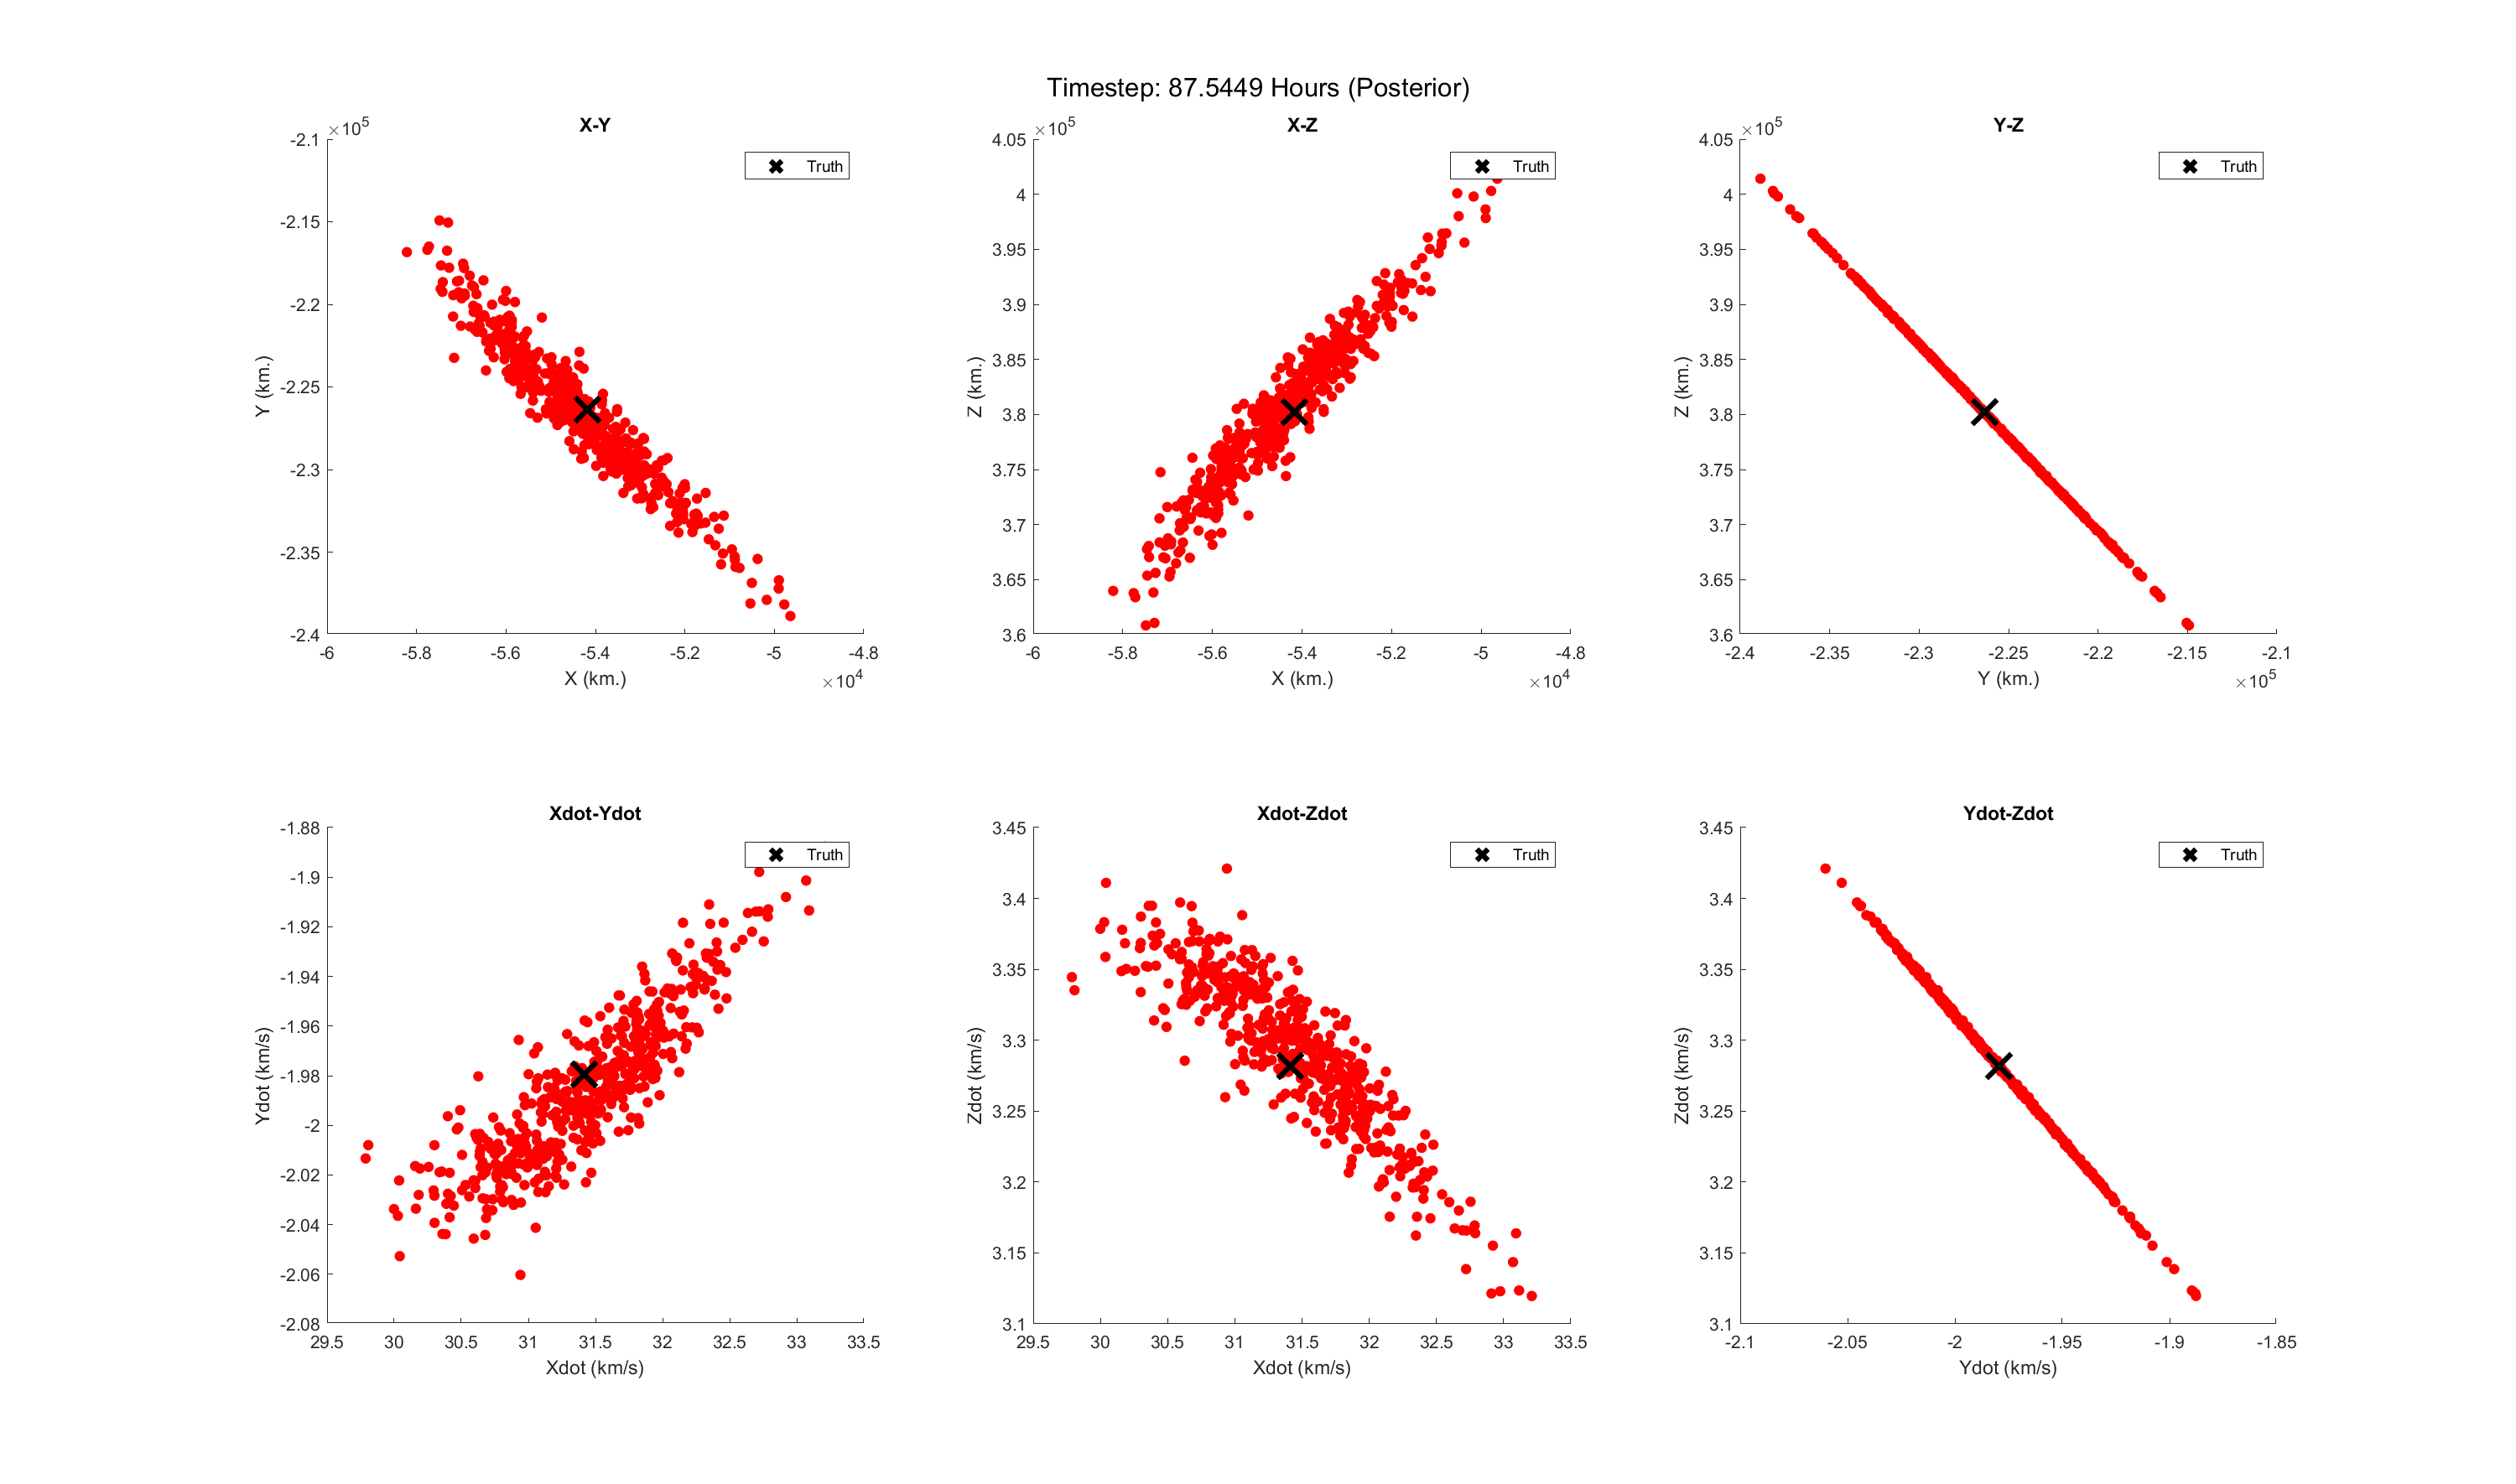 Timestep: 87.5449 Hours (Posterior)
X-Y
×10^5
-2.1
-2.15
-2.2
-2.25
-2.3
-2.35
-2.4
Y (km.)
Truth
-6 -5.8 -5.6 -5.4 -5.2 -5 -4.8
X (km.)
×10^4
X-Z
×10^5
4.05
4
3.95
3.9
3.85
3.8
3.75
3.7
3.65
3.6
Z (km.)
Truth
-6 -5.8 -5.6 -5.4 -5.2 -5 -4.8
X (km.)
×10^4
Y-Z
×10^5
4.05
4
3.95
3.9
3.85
3.8
3.75
3.7
3.65
3.6
Z (km.)
Truth
-2.4 -2.35 -2.3 -2.25 -2.2 -2.15 -2.1
Y (km.)
×10^5
Xdot-Ydot
-1.88
-1.9
-1.92
-1.94
-1.96
-1.98
-2
-2.02
-2.04
-2.06
-2.08
Ydot (km/s)
Truth
29.5 30 30.5 31 31.5 32 32.5 33 33.5
Xdot (km/s)
Xdot-Zdot
3.45
3.4
3.35
3.3
3.25
3.2
3.15
3.1
Zdot (km/s)
Truth
29.5 30 30.5 31 31.5 32 32.5 33 33.5
Xdot (km/s)
Ydot-Zdot
3.45
3.4
3.35
3.3
3.25
3.2
3.15
3.1
Zdot (km/s)
Truth
-2.1 -2.05 -2 -1.95 -1.9 -1.85
Ydot (km/s)